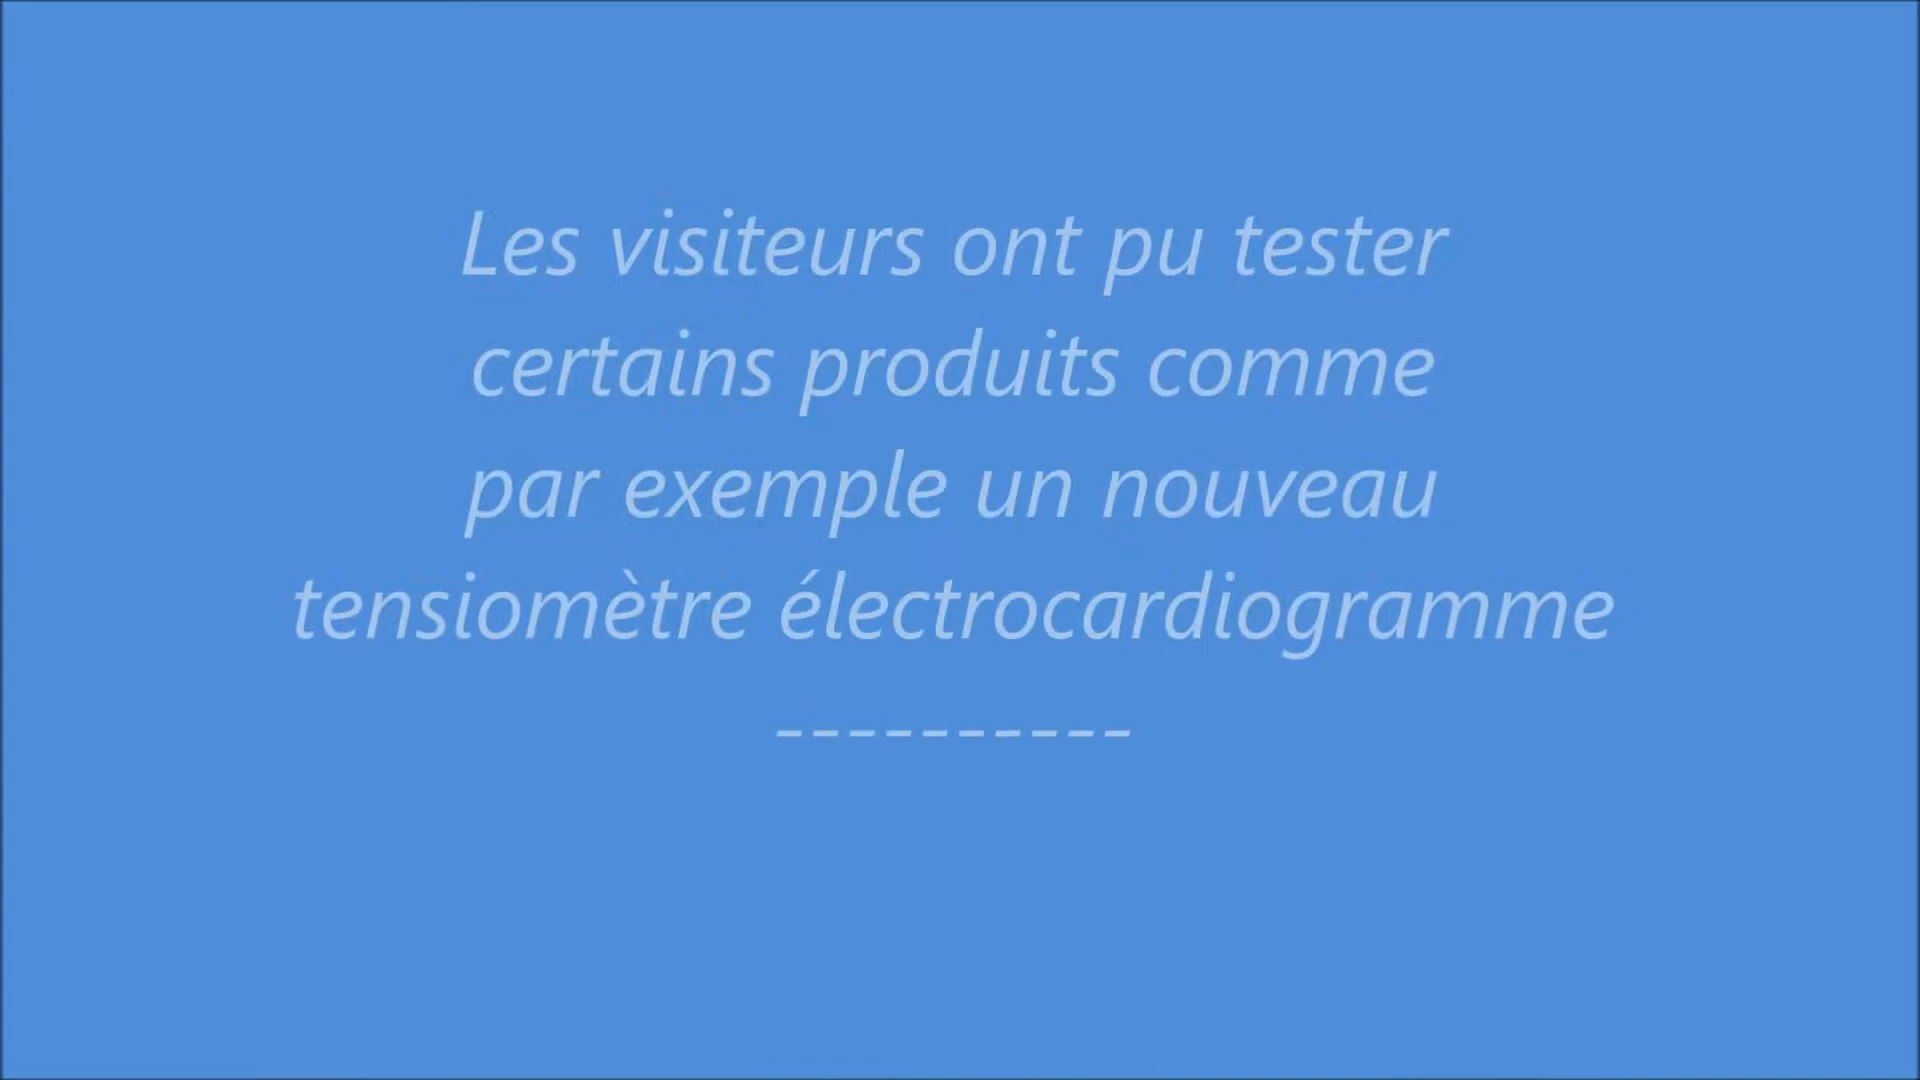 Les visiteurs ont pu tester
certains produits comme
par exemple un nouveau
tensiomètre électrocardiogramme
----------